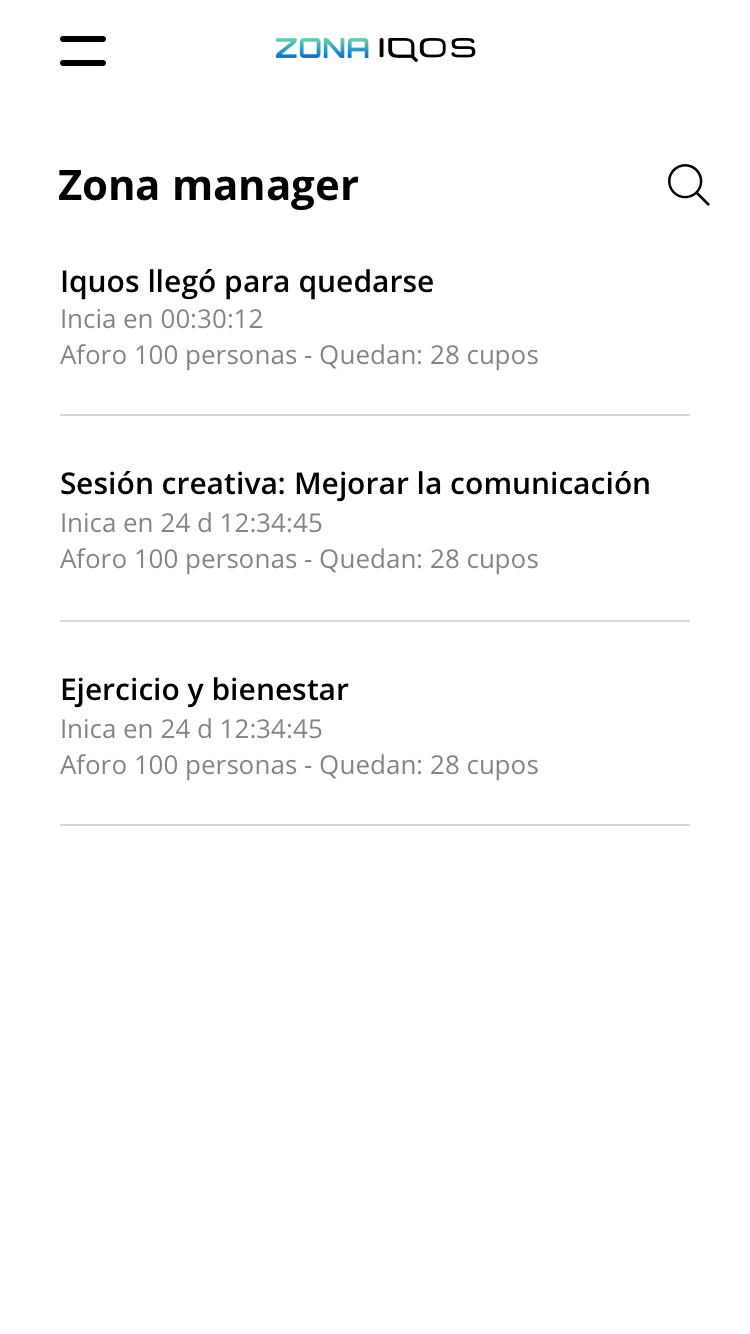 ZONA IQOS
Zona manager
Iquos llegó para quedarse
Incia en 00:30:12
Aforo 100 personas - Quedan: 28 cupos
Sesión creativa: Mejorar la comunicación
Inica en 24 d 12:34:45
Aforo 100 personas - Quedan: 28 cupos
Ejercicio y bienestar
Inica en 24 d 12:34:45
Aforo 100 personas - Quedan: 28 cupos